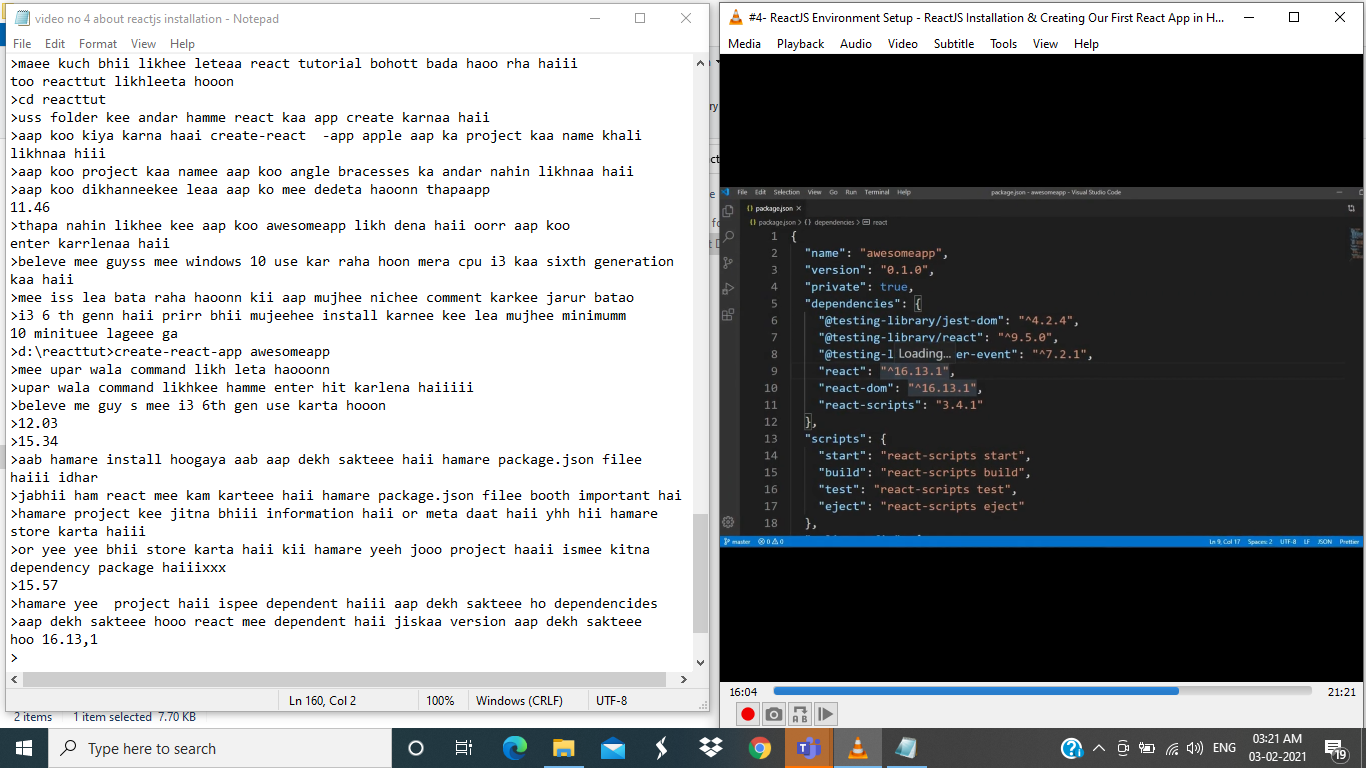 video no 4 about reactjs installation - Notepad
File Edit Format View Help
>maee kuch bhii likhee leteaa react tutorial bohott bada haoo rha haiii
too reacttut likhleeta hooon
>cd reacttut
>uss folder kee andar hamme react kaa app create karnaa haii
>aap koo kiya karna haai create-react  -app apple aap ka project kaa name khali
likhnaa hiii
>aap koo project kaa namee aap koo angle bracesses ka andar nahin likhnaa haii
>aap koo dikhanneekee leaa aap ko mee dedeta haoonn thapaapp
11.46
>thapa nahin likhee kee aap koo awesomeapp likh dena haii oorr aap koo
enter karrlenaa haii
>beleve mee guyss mee windows 10 use kar raha hoon mera cpu i3 kaa sixth generation
kaa haii
>mee iss lea bata raha haoonn kii aap mujhee nichee comment karkee jarur batao
>i3 6 th genn haii prirr bhii mujeehee install karnee kee lea mujhee minimumm
10 minituee lageee ga
>d:\reacttut>create-react-app awesomeapp
>mee upar wala command likh leta haooonn
>upar wala command likhkee hamme enter hit karlena haiiiii
>beleve me guy s mee i3 6th gen use karta hooon
>12.03
>15.34
>aab hamare install hoogaya aab aap dekh sakteee haii hamare package.json filee
haiii idhar
>jabhii ham react mee kam karteee haii hamare package.json filee booth important hai
>hamare project kee jitna bhiii information haii or meta daat haii yhh hii hamare
store karta haiii
>or yee yee bhii store karta haii kii hamare yeeh jooo project haaii ismee kitna
dependency package haiiixxx
>15.57
>hamare yee  project haii ispee dependent haiii aap dekh sakteee ho dependencides
>aap dekh sakteee hooo react mee dependent haii jiskaa version aap dekh sakteee
hoo 16.13,1
>
Ln 160, Col 2 100% Windows (CRLF) UTF-8
2 items 1 item selected 7.70 KB
#4- ReactJS Environment Setup - ReactJS Installation & Creating Our First React App in H...
Media Playback Audio Video Subtitle Tools View Help
File Edit Selection View Go Run Terminal Help package.json - awesomeapp - Visual Studio Code
{} package.json ×
{} package.json > {} dependencies > react
1 {
2 "name": "awesomeapp",
3 "version": "0.1.0",
4 "private": true,
5 "dependencies": {
6 "@testing-library/jest-dom": "^4.2.4",
7 "@testing-library/react": "^9.5.0",
8 "@testing-l Loading... er-event": "^7.2.1",
9 "react": "^16.13.1",
10 "react-dom": "^16.13.1",
11 "react-scripts": "3.4.1"
12 },
13 "scripts": {
14 "start": "react-scripts start",
15 "build": "react-scripts build",
16 "test": "react-scripts test",
17 "eject": "react-scripts eject"
18 },
master 0 0 Ln 9, Col 17 Spaces: 2 UTF-8 LF JSON Prettier
16:04 21:21
Type here to search
ENG 03:21 AM
03-02-2021
19